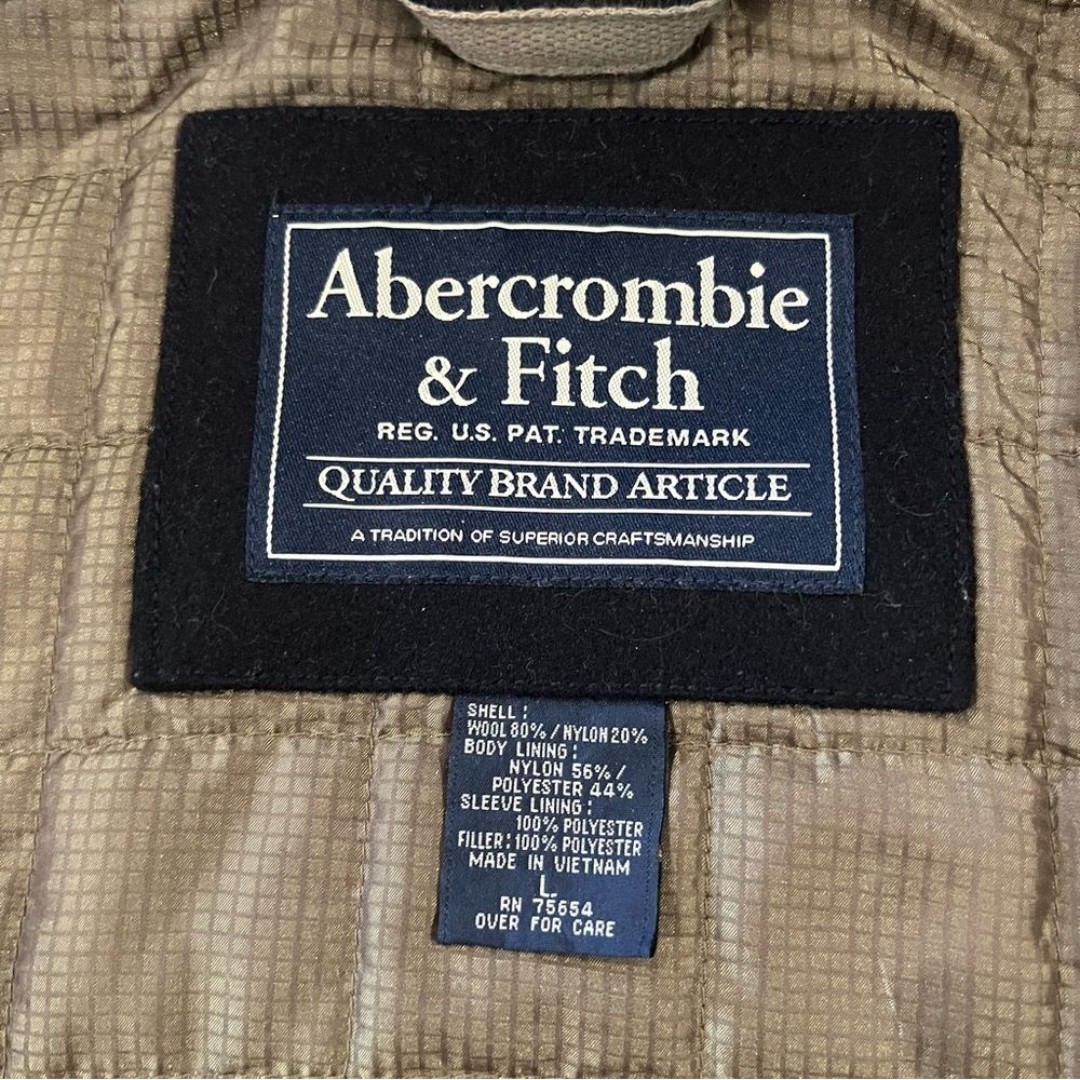 Abercrombie
& Fitch
REG. U.S. PAT. TRADEMARK
QUALITY BRAND ARTICLE
A TRADITION OF SUPERIOR CRAFTSMANSHIP
SHELL:
WOOL 80% / NYLON 20%
BODY LINING:
NYLON 56% /
POLYESTER 44%
SLEEVE LINING:
100% POLYESTER
FILLER: 100% POLYESTER
MADE IN VIETNAM
L
RN 75654
OVER FOR CARE